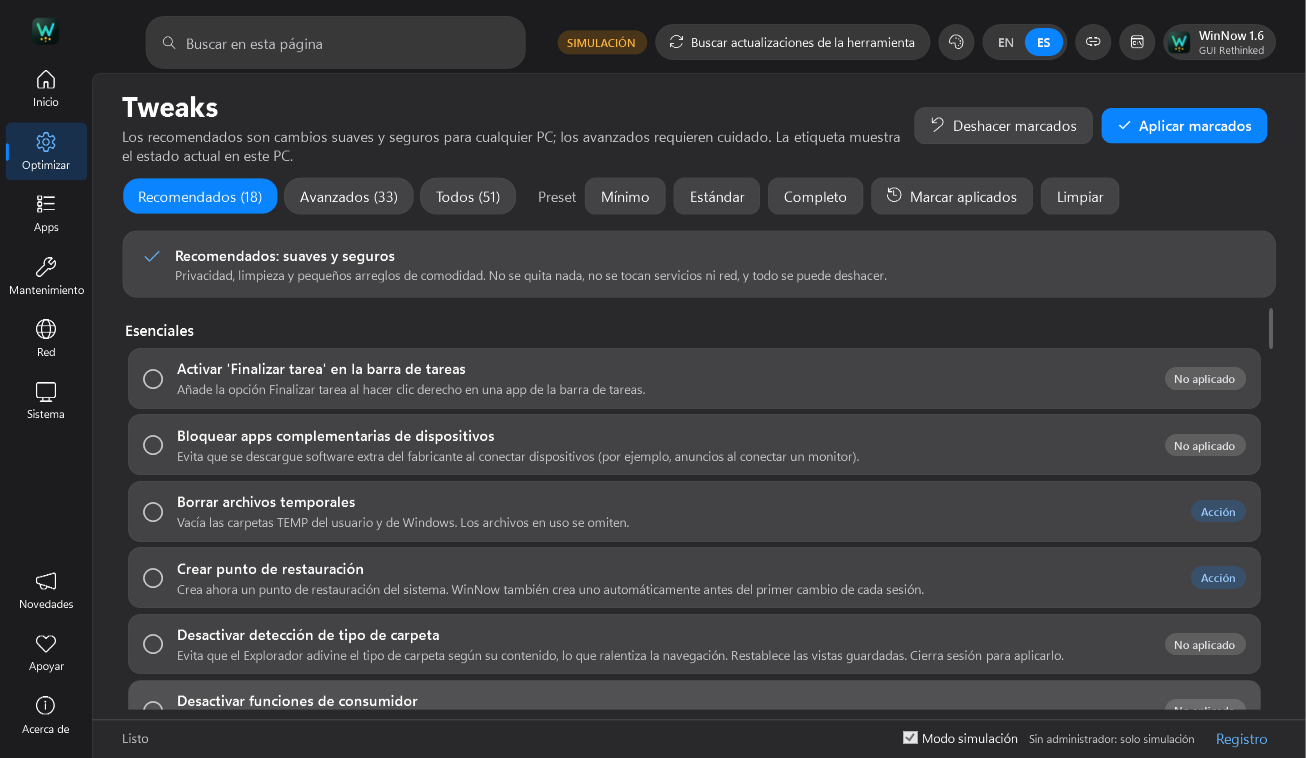 Buscar en esta página
SIMULACIÓN
Buscar actualizaciones de la herramienta
EN
ES
WinNow 1.6
GUI Rethinked
Inicio
Optimizar
Apps
Mantenimiento
Red
Sistema
Novedades
Apoyar
Acerca de
Tweaks
Los recomendados son cambios suaves y seguros para cualquier PC; los avanzados requieren cuidado. La etiqueta muestra
el estado actual en este PC.
Deshacer marcados
Aplicar marcados
Recomendados (18)
Avanzados (33)
Todos (51)
Preset
Mínimo
Estándar
Completo
Marcar aplicados
Limpiar
Recomendados: suaves y seguros
Privacidad, limpieza y pequeños arreglos de comodidad. No se quita nada, no se tocan servicios ni red, y todo se puede deshacer.
Esenciales
Activar 'Finalizar tarea' en la barra de tareas
Añade la opción Finalizar tarea al hacer clic derecho en una app de la barra de tareas.
No aplicado
Bloquear apps complementarias de dispositivos
Evita que se descargue software extra del fabricante al conectar dispositivos (por ejemplo, anuncios al conectar un monitor).
No aplicado
Borrar archivos temporales
Vacía las carpetas TEMP del usuario y de Windows. Los archivos en uso se omiten.
Acción
Crear punto de restauración
Crea ahora un punto de restauración del sistema. WinNow también crea uno automáticamente antes del primer cambio de cada sesión.
Acción
Desactivar detección de tipo de carpeta
Evita que el Explorador adivine el tipo de carpeta según su contenido, lo que ralentiza la navegación. Restablece las vistas guardadas. Cierra sesión para aplicarlo.
No aplicado
Desactivar funciones de consumidor
No aplicado
Listo
Modo simulación
Sin administrador: solo simulación
Registro